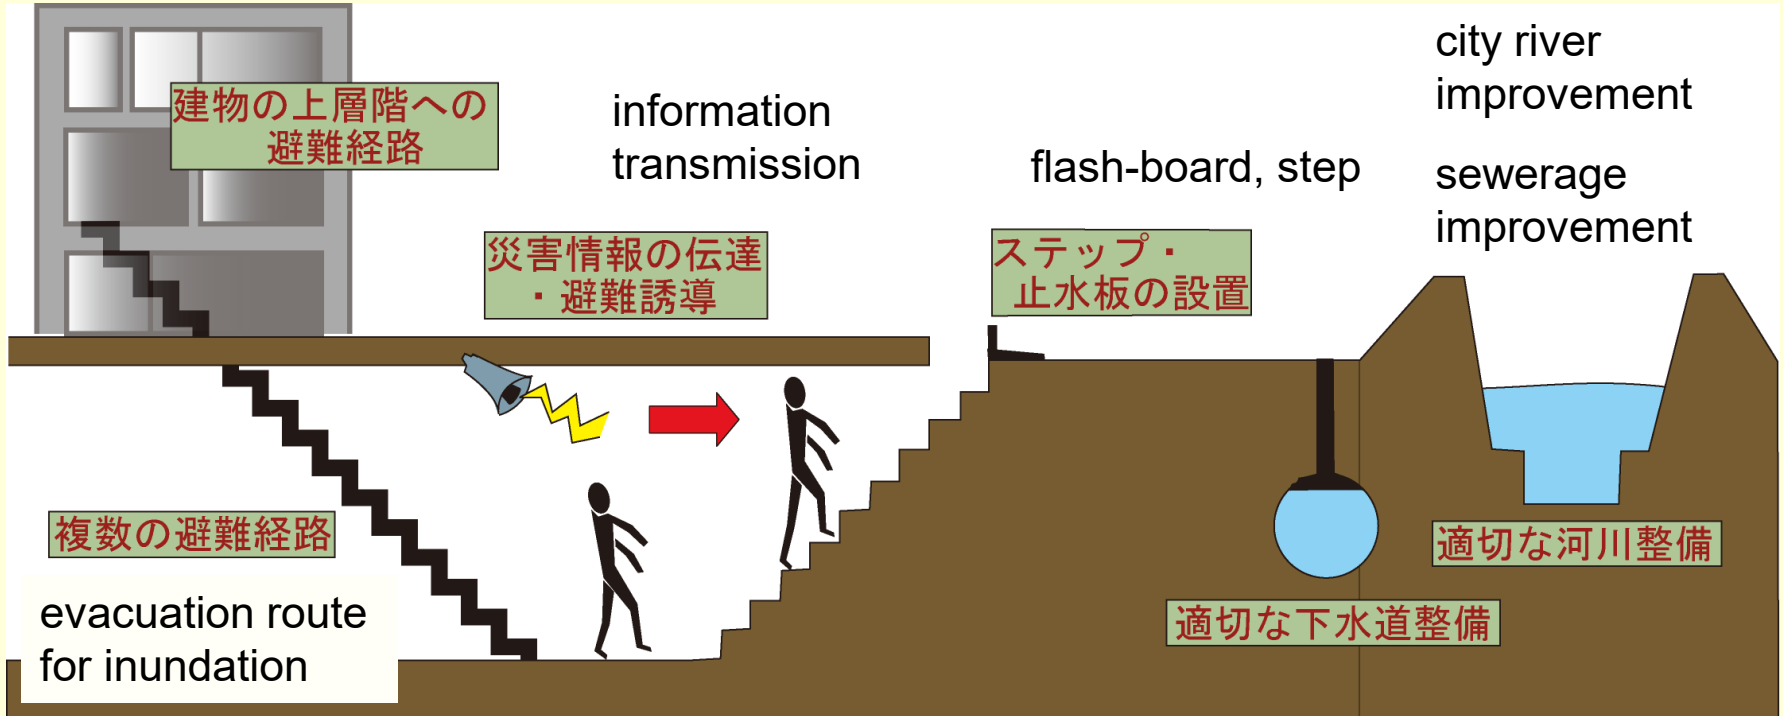 建物の上層階への
避難経路
information
transmission
災害情報の伝達
・避難誘導
flash-board, step
ステップ・
止水板の設置
city river
improvement
sewerage
improvement
複数の避難経路
evacuation route
for inundation
適切な河川整備
適切な下水道整備